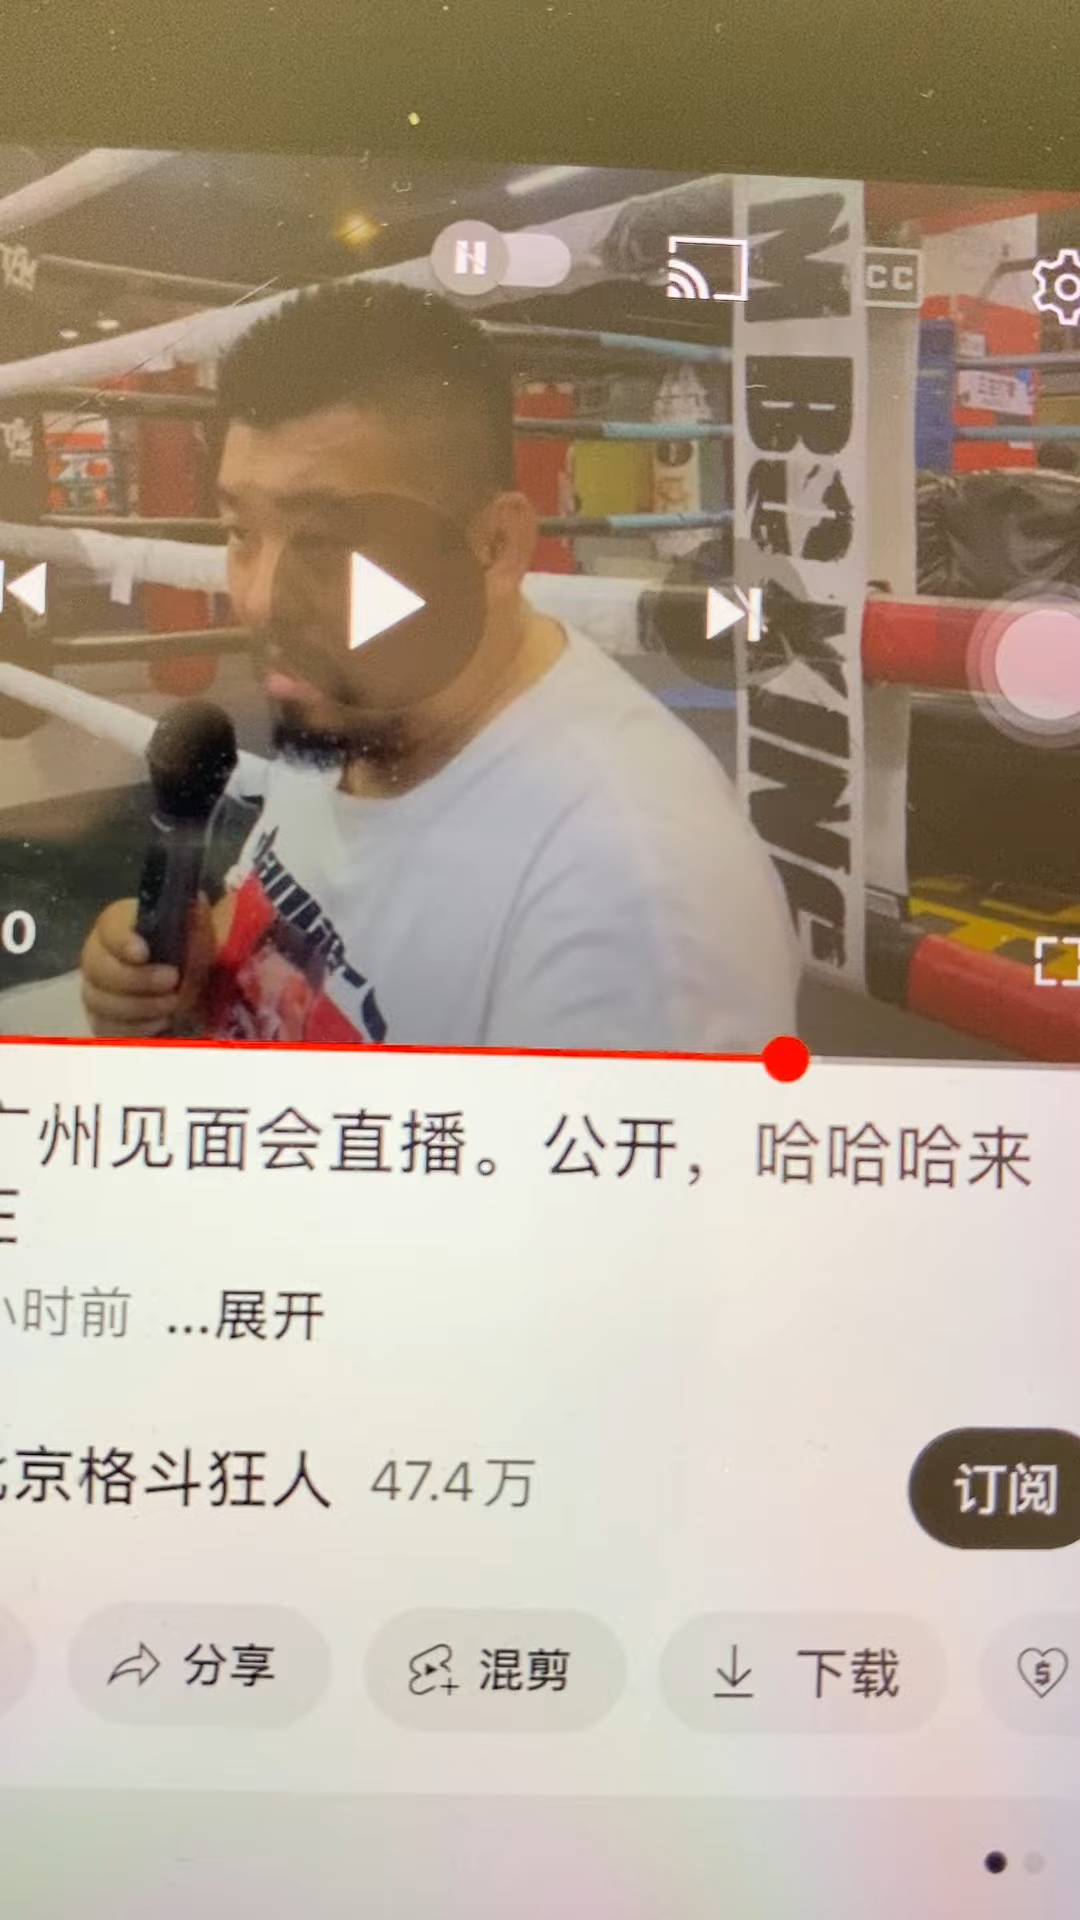 CC
BOXING
0
州见面会直播。公开，哈哈哈来
小时前 ...展开
京格斗狂人 47.4万
订阅
分享
混剪
下载